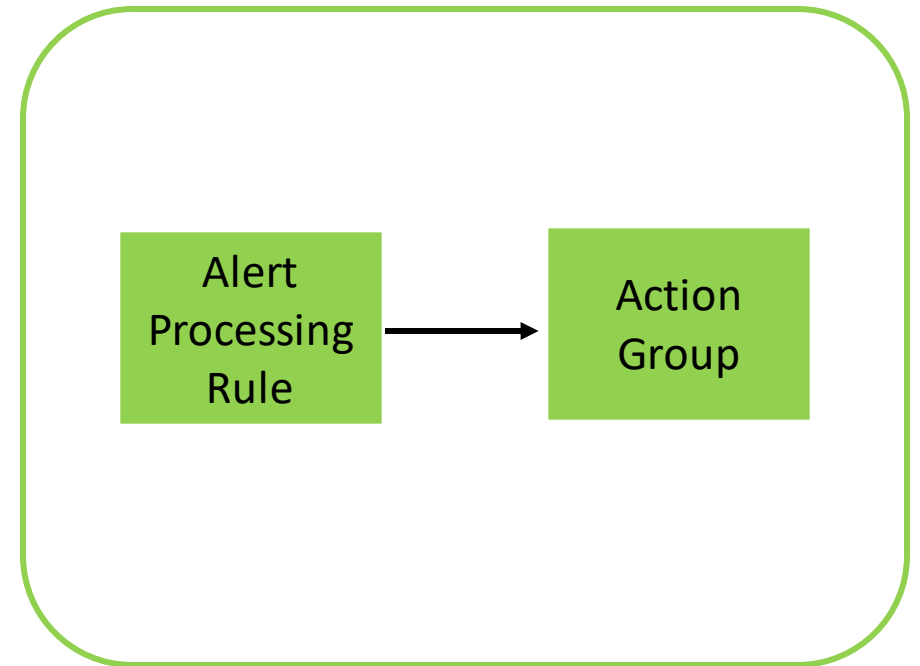 Alert
Processing
Rule
Action
Group